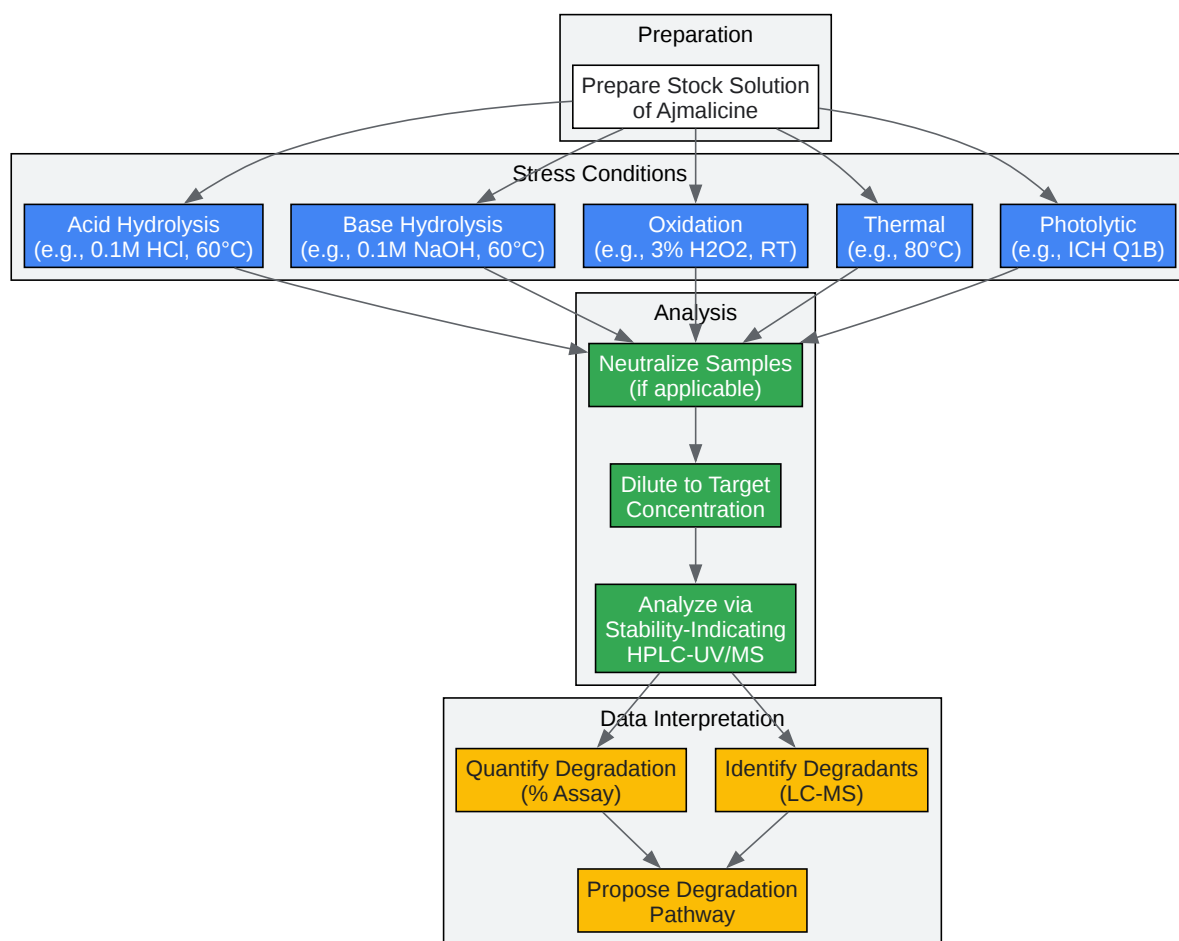 Preparation
Prepare Stock Solution
of Ajmalicine
Stress Conditions
Acid Hydrolysis
(e.g., 0.1M HCl, 60°C)
Base Hydrolysis
(e.g., 0.1M NaOH, 60°C)
Oxidation
(e.g., 3% H2O2, RT)
Thermal
(e.g., 80°C)
Photolytic
(e.g., ICH Q1B)
Analysis
Neutralize Samples
(if applicable)
Dilute to Target
Concentration
Analyze via
Stability-Indicating
HPLC-UV/MS
Data Interpretation
Quantify Degradation
(% Assay)
Identify Degradants
(LC-MS)
Propose Degradation
Pathway